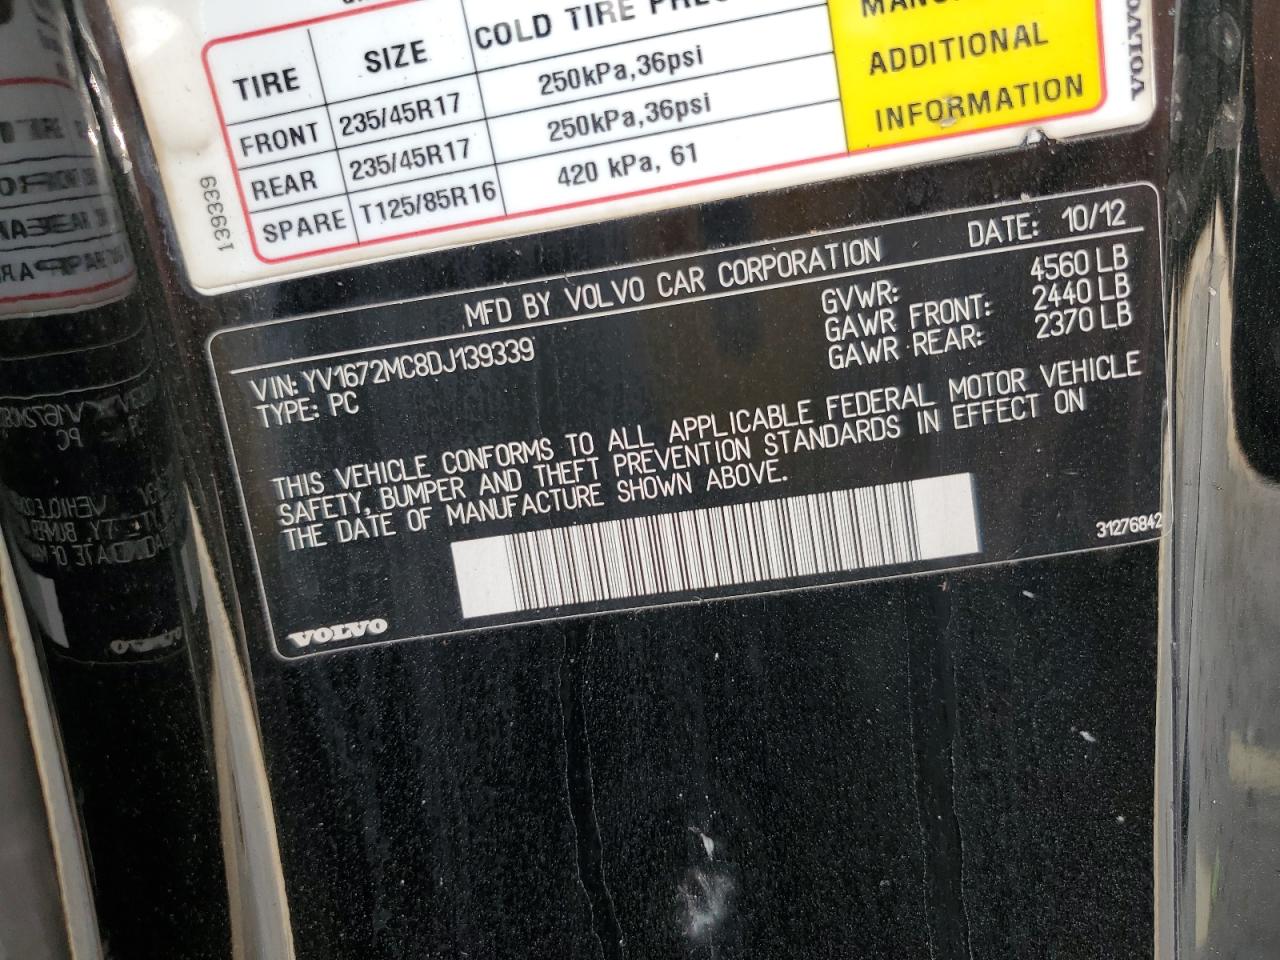 TIRE SIZE COLD TIRE
FRONT 235/45R17 250kPa,36psi
REAR 235/45R17 250kPa,36psi
SPARE T125/85R16 420 kPa, 61
ADDITIONAL
INFORMATION
VOLVO
139339
MFD BY VOLVO CAR CORPORATION DATE: 10/12
GVWR: 4560 LB
GAWR FRONT: 2440 LB
GAWR REAR: 2370 LB
VIN: YV1672MC8DJ139339
TYPE: PC
THIS VEHICLE CONFORMS TO ALL APPLICABLE FEDERAL MOTOR VEHICLE
SAFETY, BUMPER AND THEFT PREVENTION STANDARDS IN EFFECT ON
THE DATE OF MANUFACTURE SHOWN ABOVE.
31276842
VOLVO